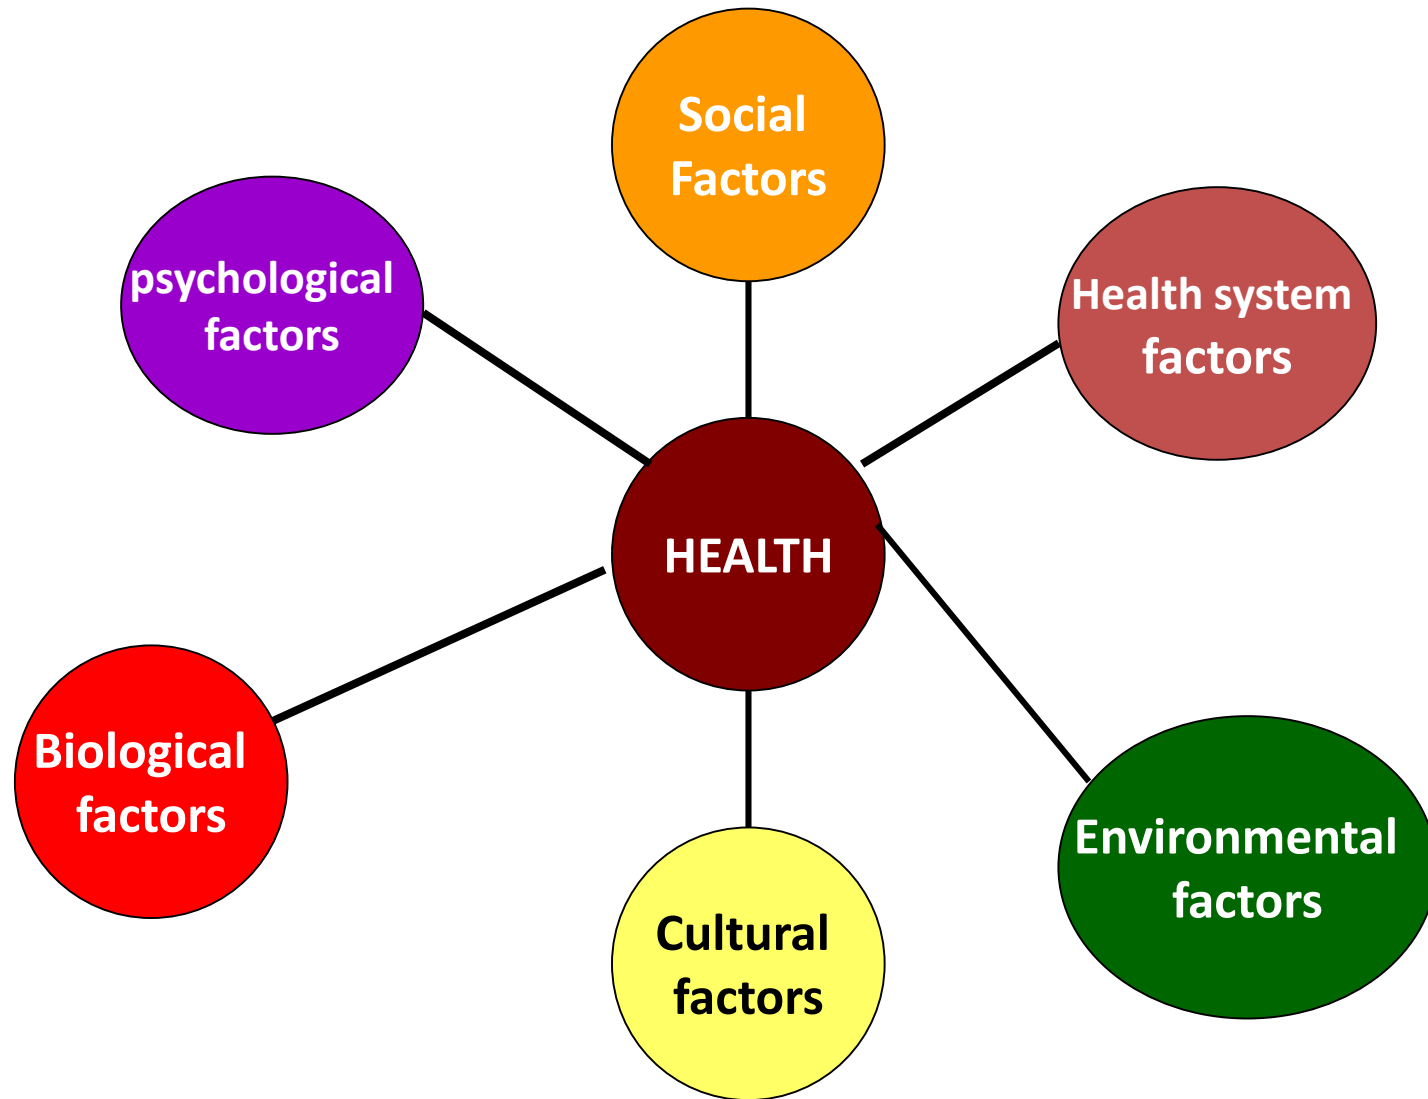 Social
Factors
psychological
factors
Health system
factors
HEALTH
Biological
factors
Environmental
factors
Cultural
factors